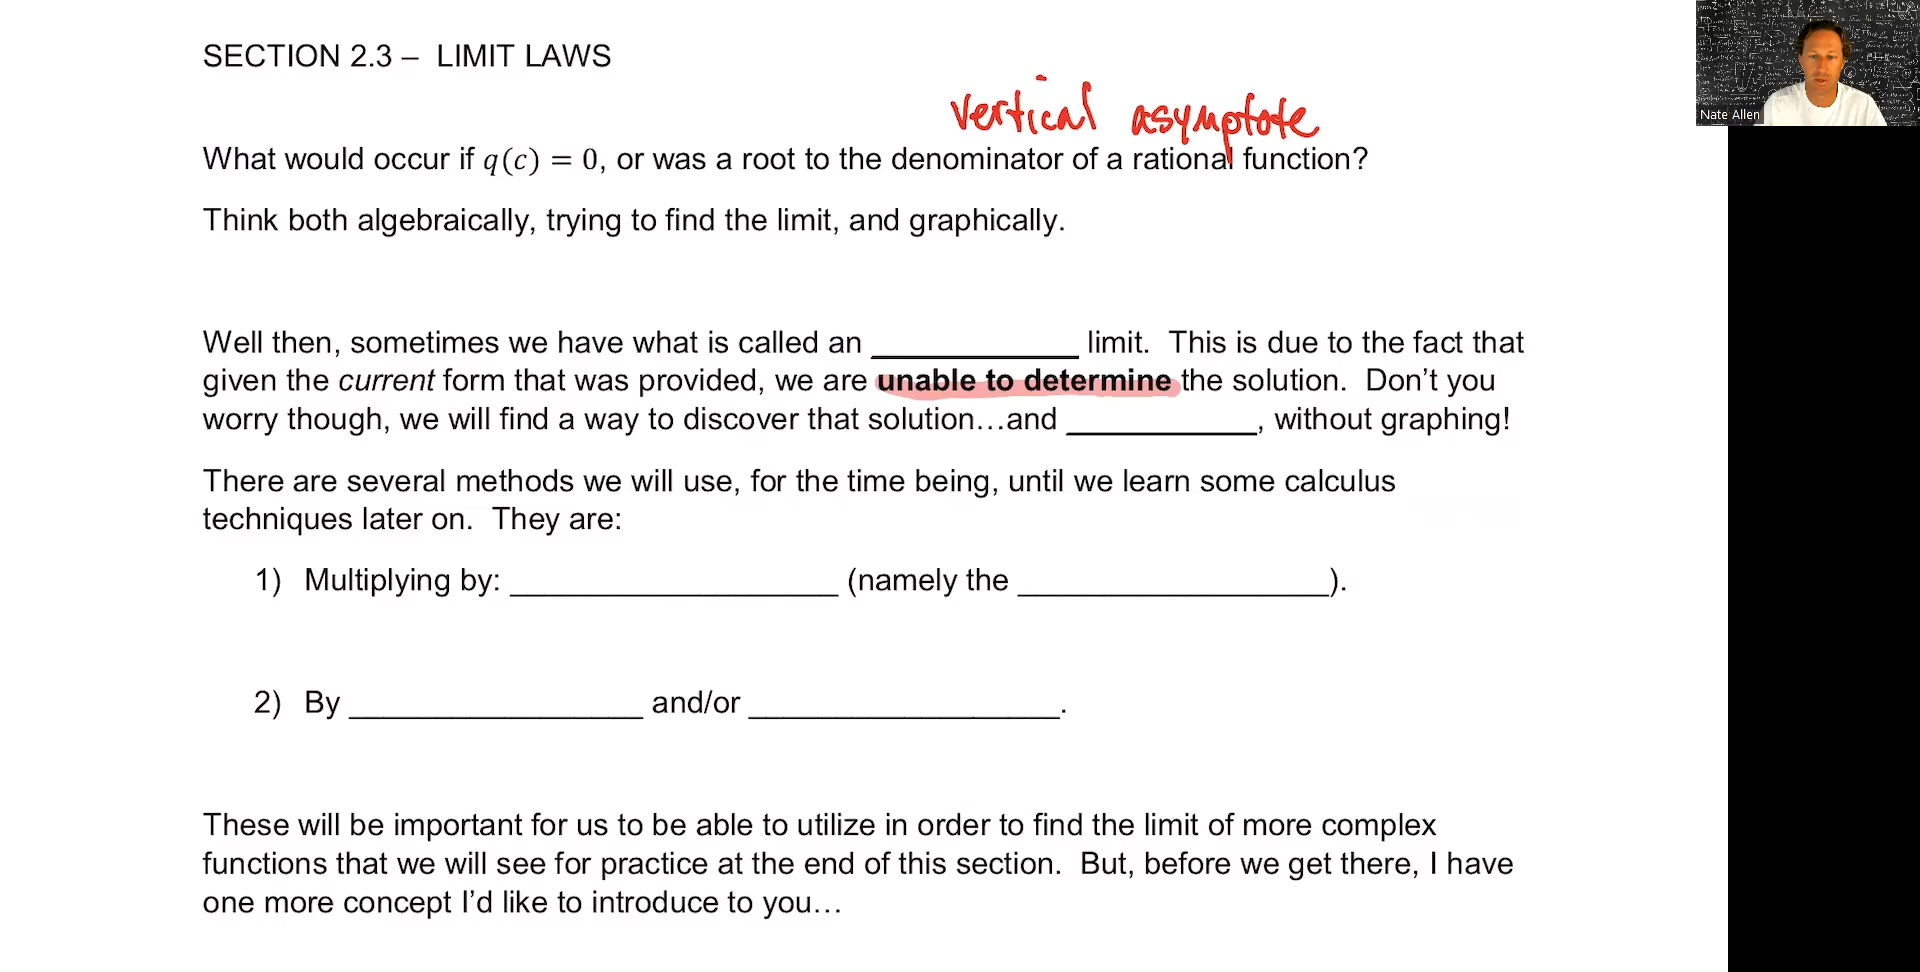 SECTION 2.3 – LIMIT LAWS
vertical asymptote
What would occur if q(c) = 0, or was a root to the denominator of a rational function?
Think both algebraically, trying to find the limit, and graphically.
Well then, sometimes we have what is called an ____________ limit. This is due to the fact that
given the current form that was provided, we are unable to determine the solution. Don’t you
worry though, we will find a way to discover that solution…and ___________, without graphing!
There are several methods we will use, for the time being, until we learn some calculus
techniques later on. They are:
1) Multiplying by: ___________________ (namely the __________________).
2) By _________________ and/or __________________.
These will be important for us to be able to utilize in order to find the limit of more complex
functions that we will see for practice at the end of this section. But, before we get there, I have
one more concept I’d like to introduce to you…
Nate Allen